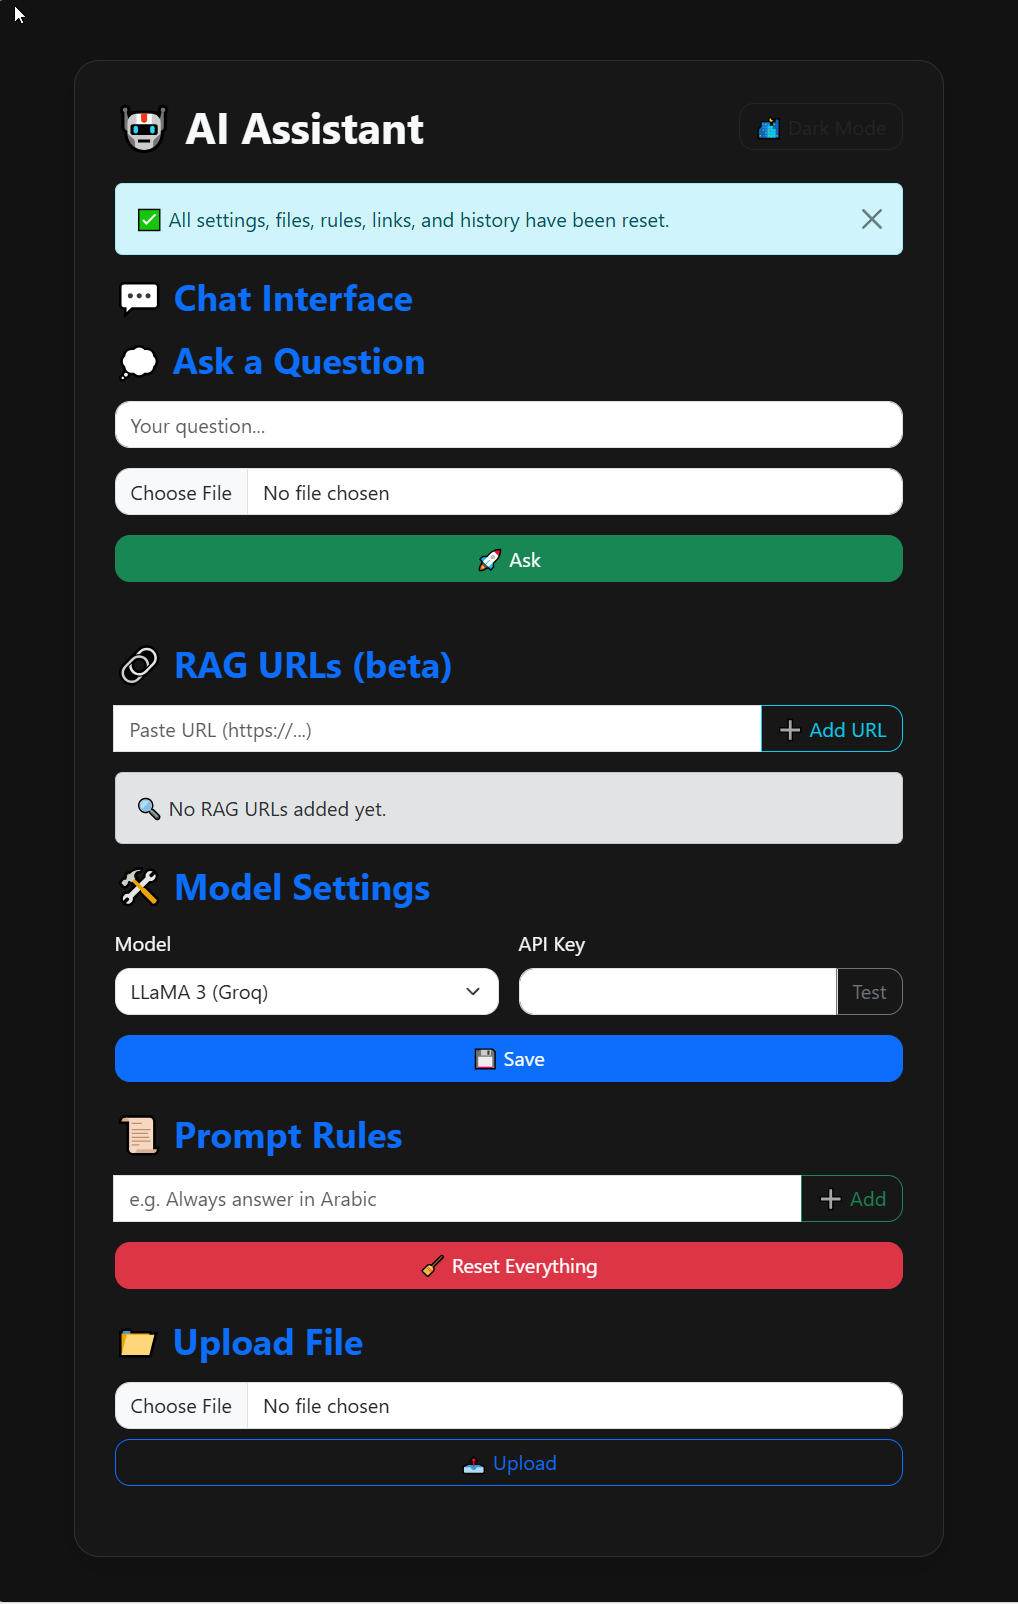 AI Assistant
Dark Mode
All settings, files, rules, links, and history have been reset.
Chat Interface
Ask a Question
Your question...
Choose File No file chosen
Ask
RAG URLs (beta)
Paste URL (https://...)
Add URL
No RAG URLs added yet.
Model Settings
Model
API Key
LLaMA 3 (Groq)
Test
Save
Prompt Rules
e.g. Always answer in Arabic
Add
Reset Everything
Upload File
Choose File No file chosen
Upload